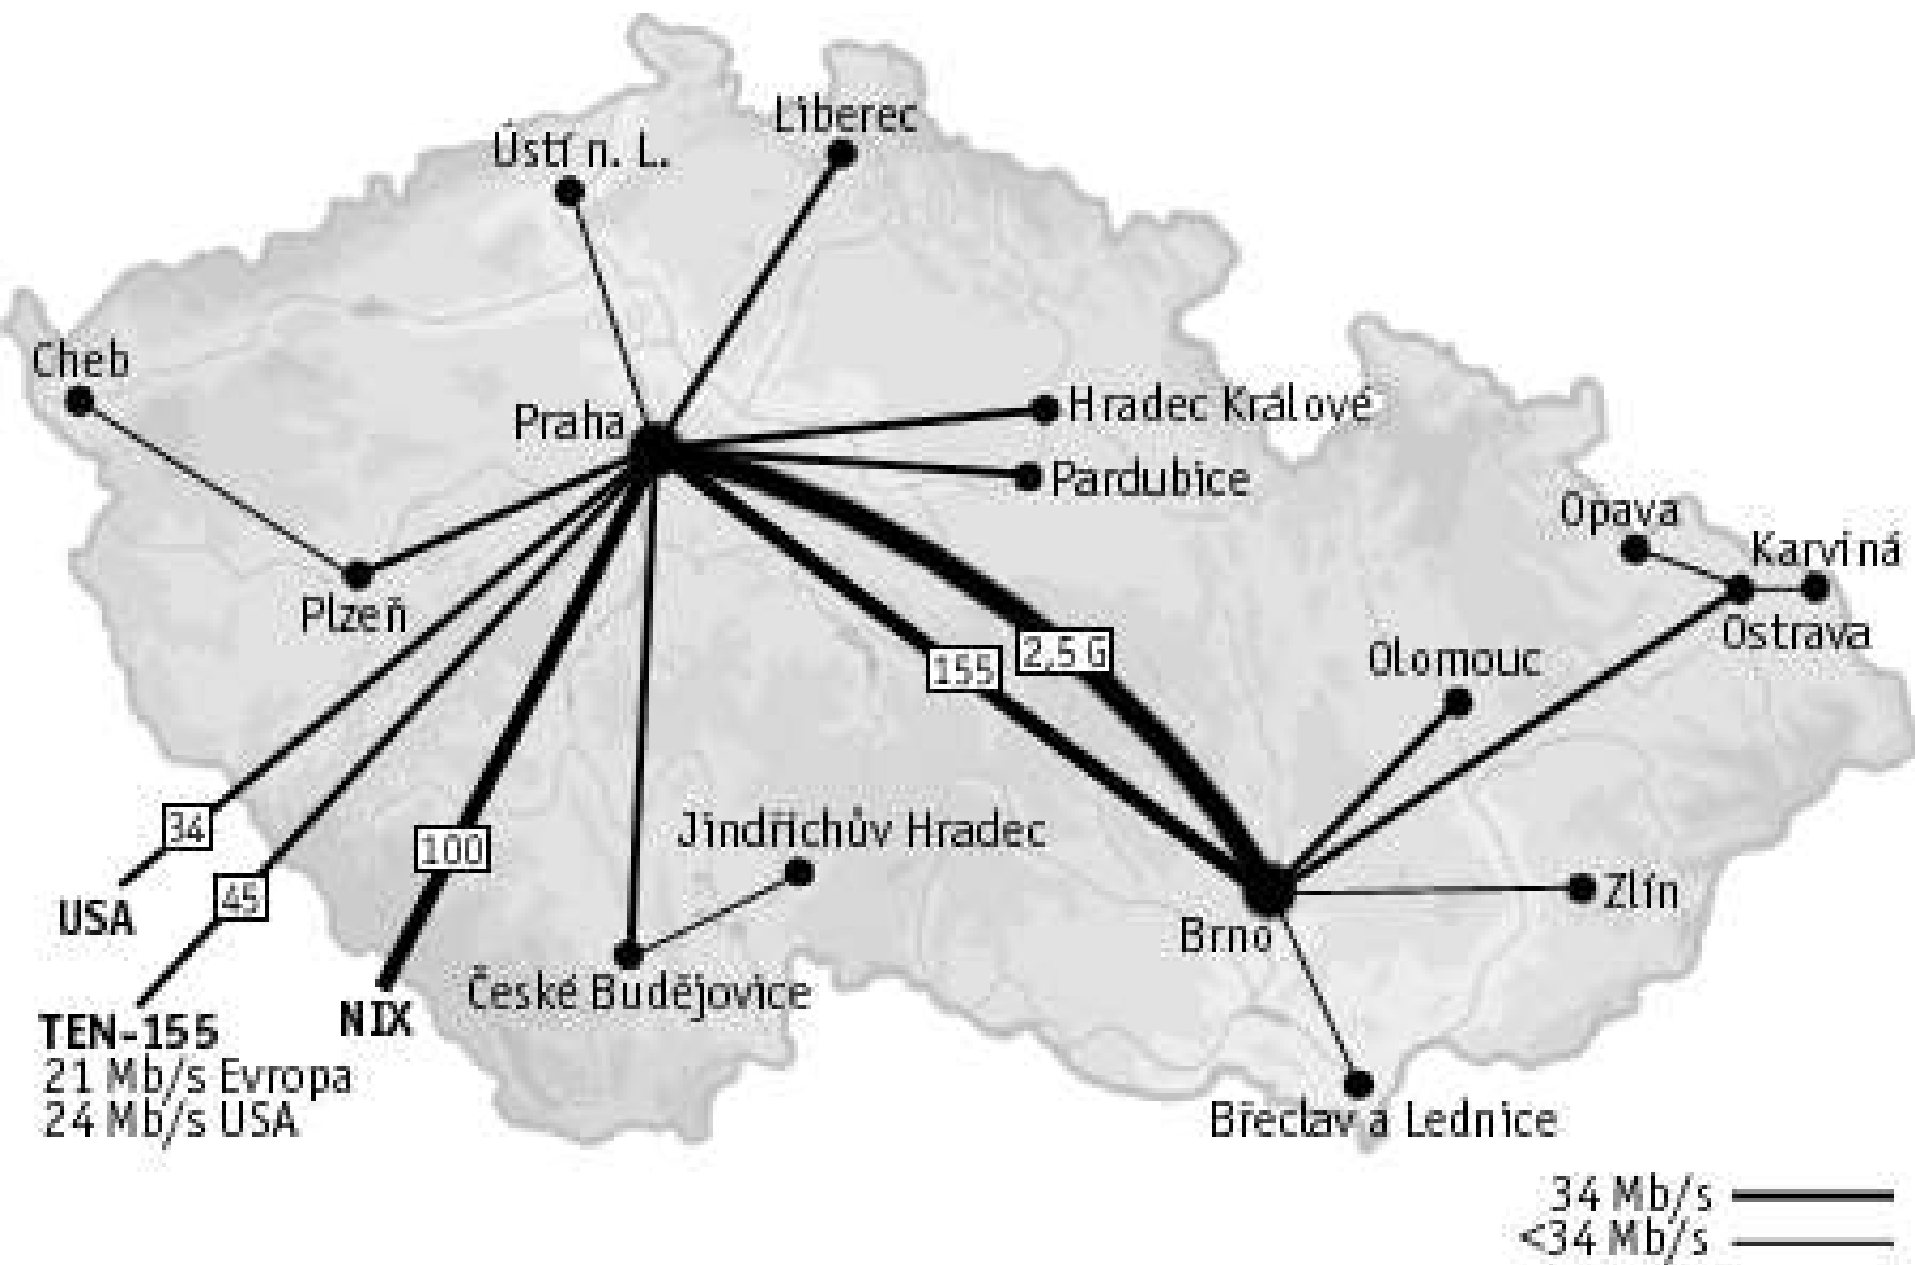 Liberec
Ústí n. L.
Cheb
Praha
Hradec Králové
Pardubice
Opava
Karviná
Plzeň
Ostrava
2,5 G
155
Olomouc
34
100
Jindřichův Hradec
45
USA
Zlín
Brno
České Budějovice
NIX
TEN-155
21 Mb/s Evropa
24 Mb/s USA
Břeclav a Lednice
34 Mb/s
<34 Mb/s